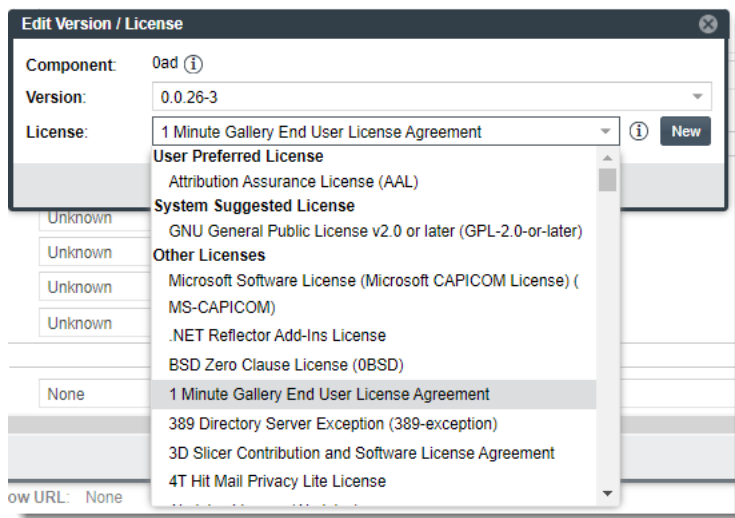 Edit Version / License
Component: 0ad
Version: 0.0.26-3
License: 1 Minute Gallery End User License Agreement New
User Preferred License
Attribution Assurance License (AAL)
System Suggested License
GNU General Public License v2.0 or later (GPL-2.0-or-later)
Other Licenses
Microsoft Software License (Microsoft CAPICOM License) (
MS-CAPICOM)
.NET Reflector Add-Ins License
BSD Zero Clause License (0BSD)
1 Minute Gallery End User License Agreement
389 Directory Server Exception (389-exception)
3D Slicer Contribution and Software License Agreement
4T Hit Mail Privacy Lite License
Unknown
Unknown
Unknown
Unknown
None
ow URL: None